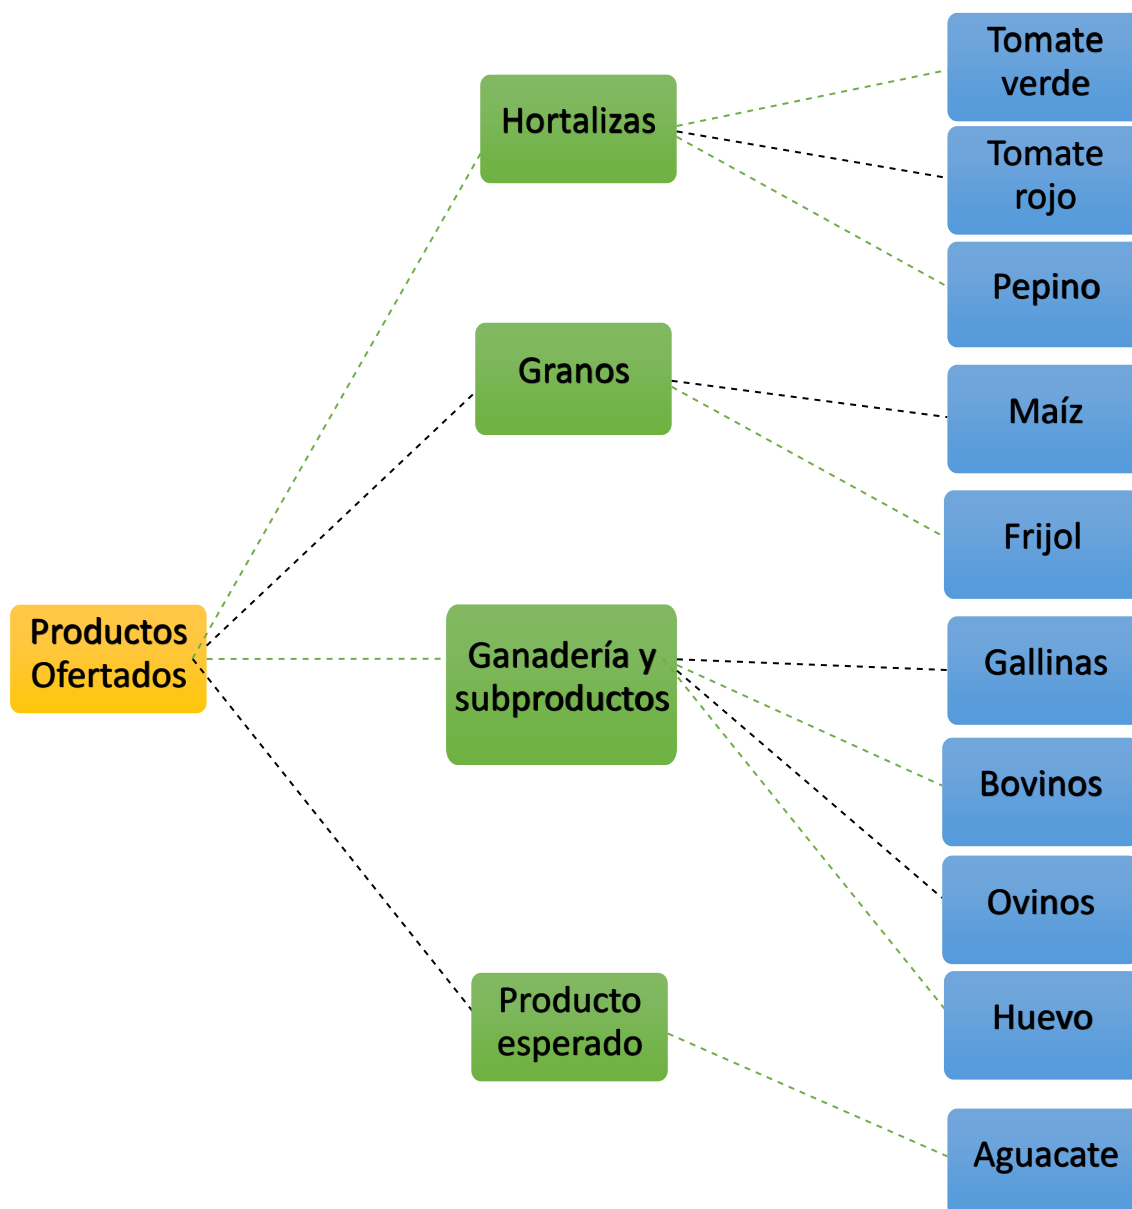 Tomate
verde
Hortalizas
Tomate
rojo
Pepino
Granos
Maíz
Frijol
Productos
Ofertados
Ganadería y
subproductos
Gallinas
Bovinos
Ovinos
Producto
esperado
Huevo
Aguacate